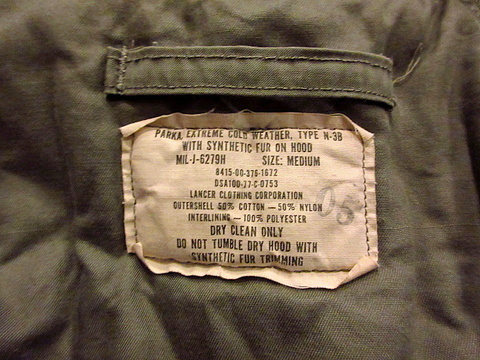 PARKA, EXTREME COLD WEATHER, TYPE N-3B
WITH SYNTHETIC FUR ON HOOD
MIL-J-6279H SIZE: MEDIUM
8415-00-376-1672
DSA100-77-C-0753
LANCER CLOTHING CORPORATION
OUTERSHELL 50% COTTON — 50% NYLON
INTERLINING — 100% POLYESTER
05
DRY CLEAN ONLY
DO NOT TUMBLE DRY HOOD WITH
SYNTHETIC FUR TRIMMING